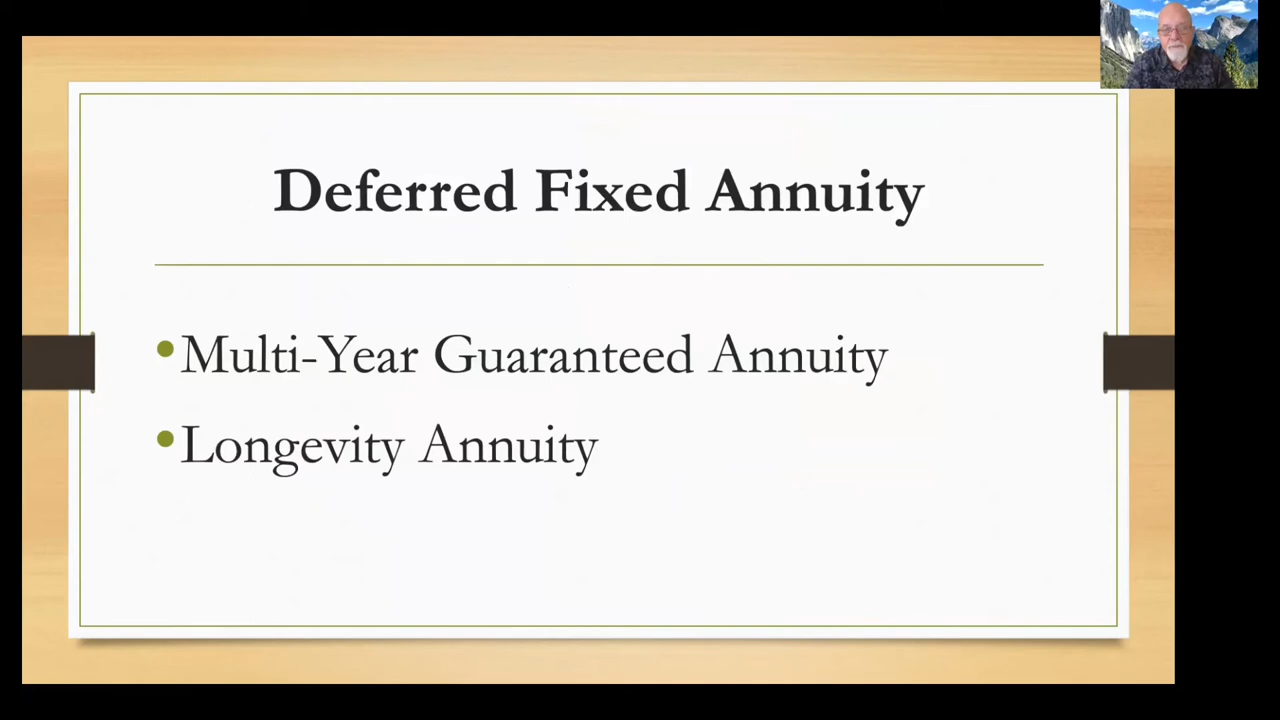 Deferred Fixed Annuity
•Multi-Year Guaranteed Annuity
•Longevity Annuity